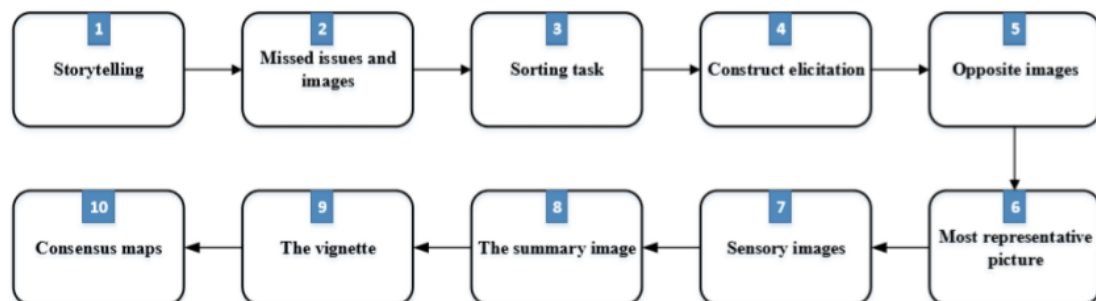 1
Storytelling
2
Missed issues and
images
3
Sorting task
4
Construct elicitation
5
Opposite images
6
Most representative
picture
7
Sensory images
8
The summary image
9
The vignette
10
Consensus maps